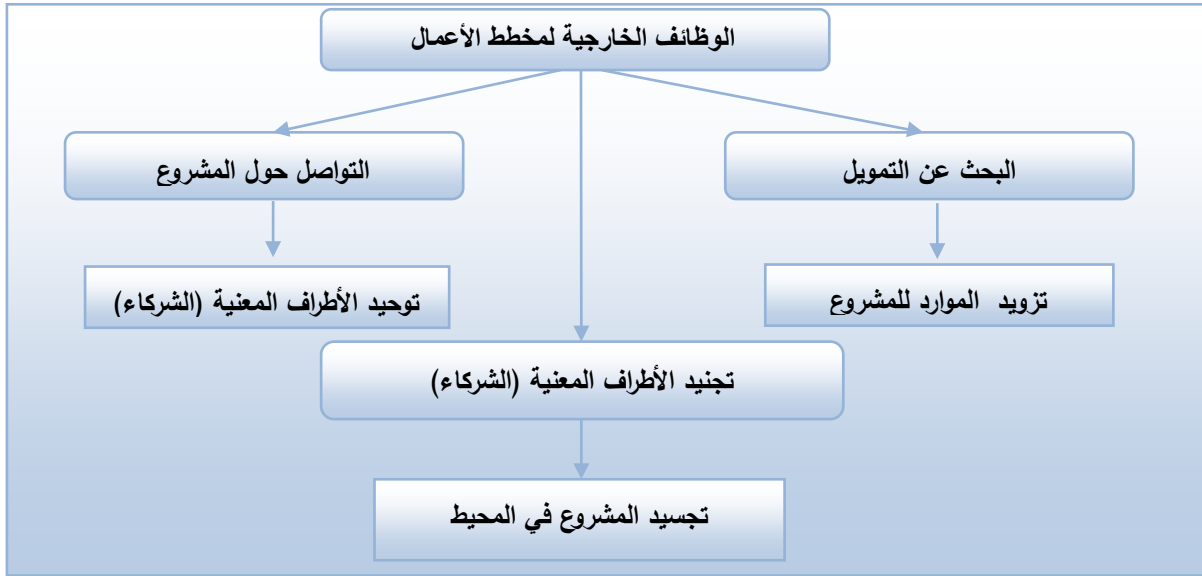 الوظائف الخارجية لمخطط الأعمال
البحث عن التمويل
التواصل حول المشروع
تزويد الموارد للمشروع
توحيد الأطراف المعنية (الشركاء)
تجنيد الأطراف المعنية (الشركاء)
تجسيد المشروع في المحيط